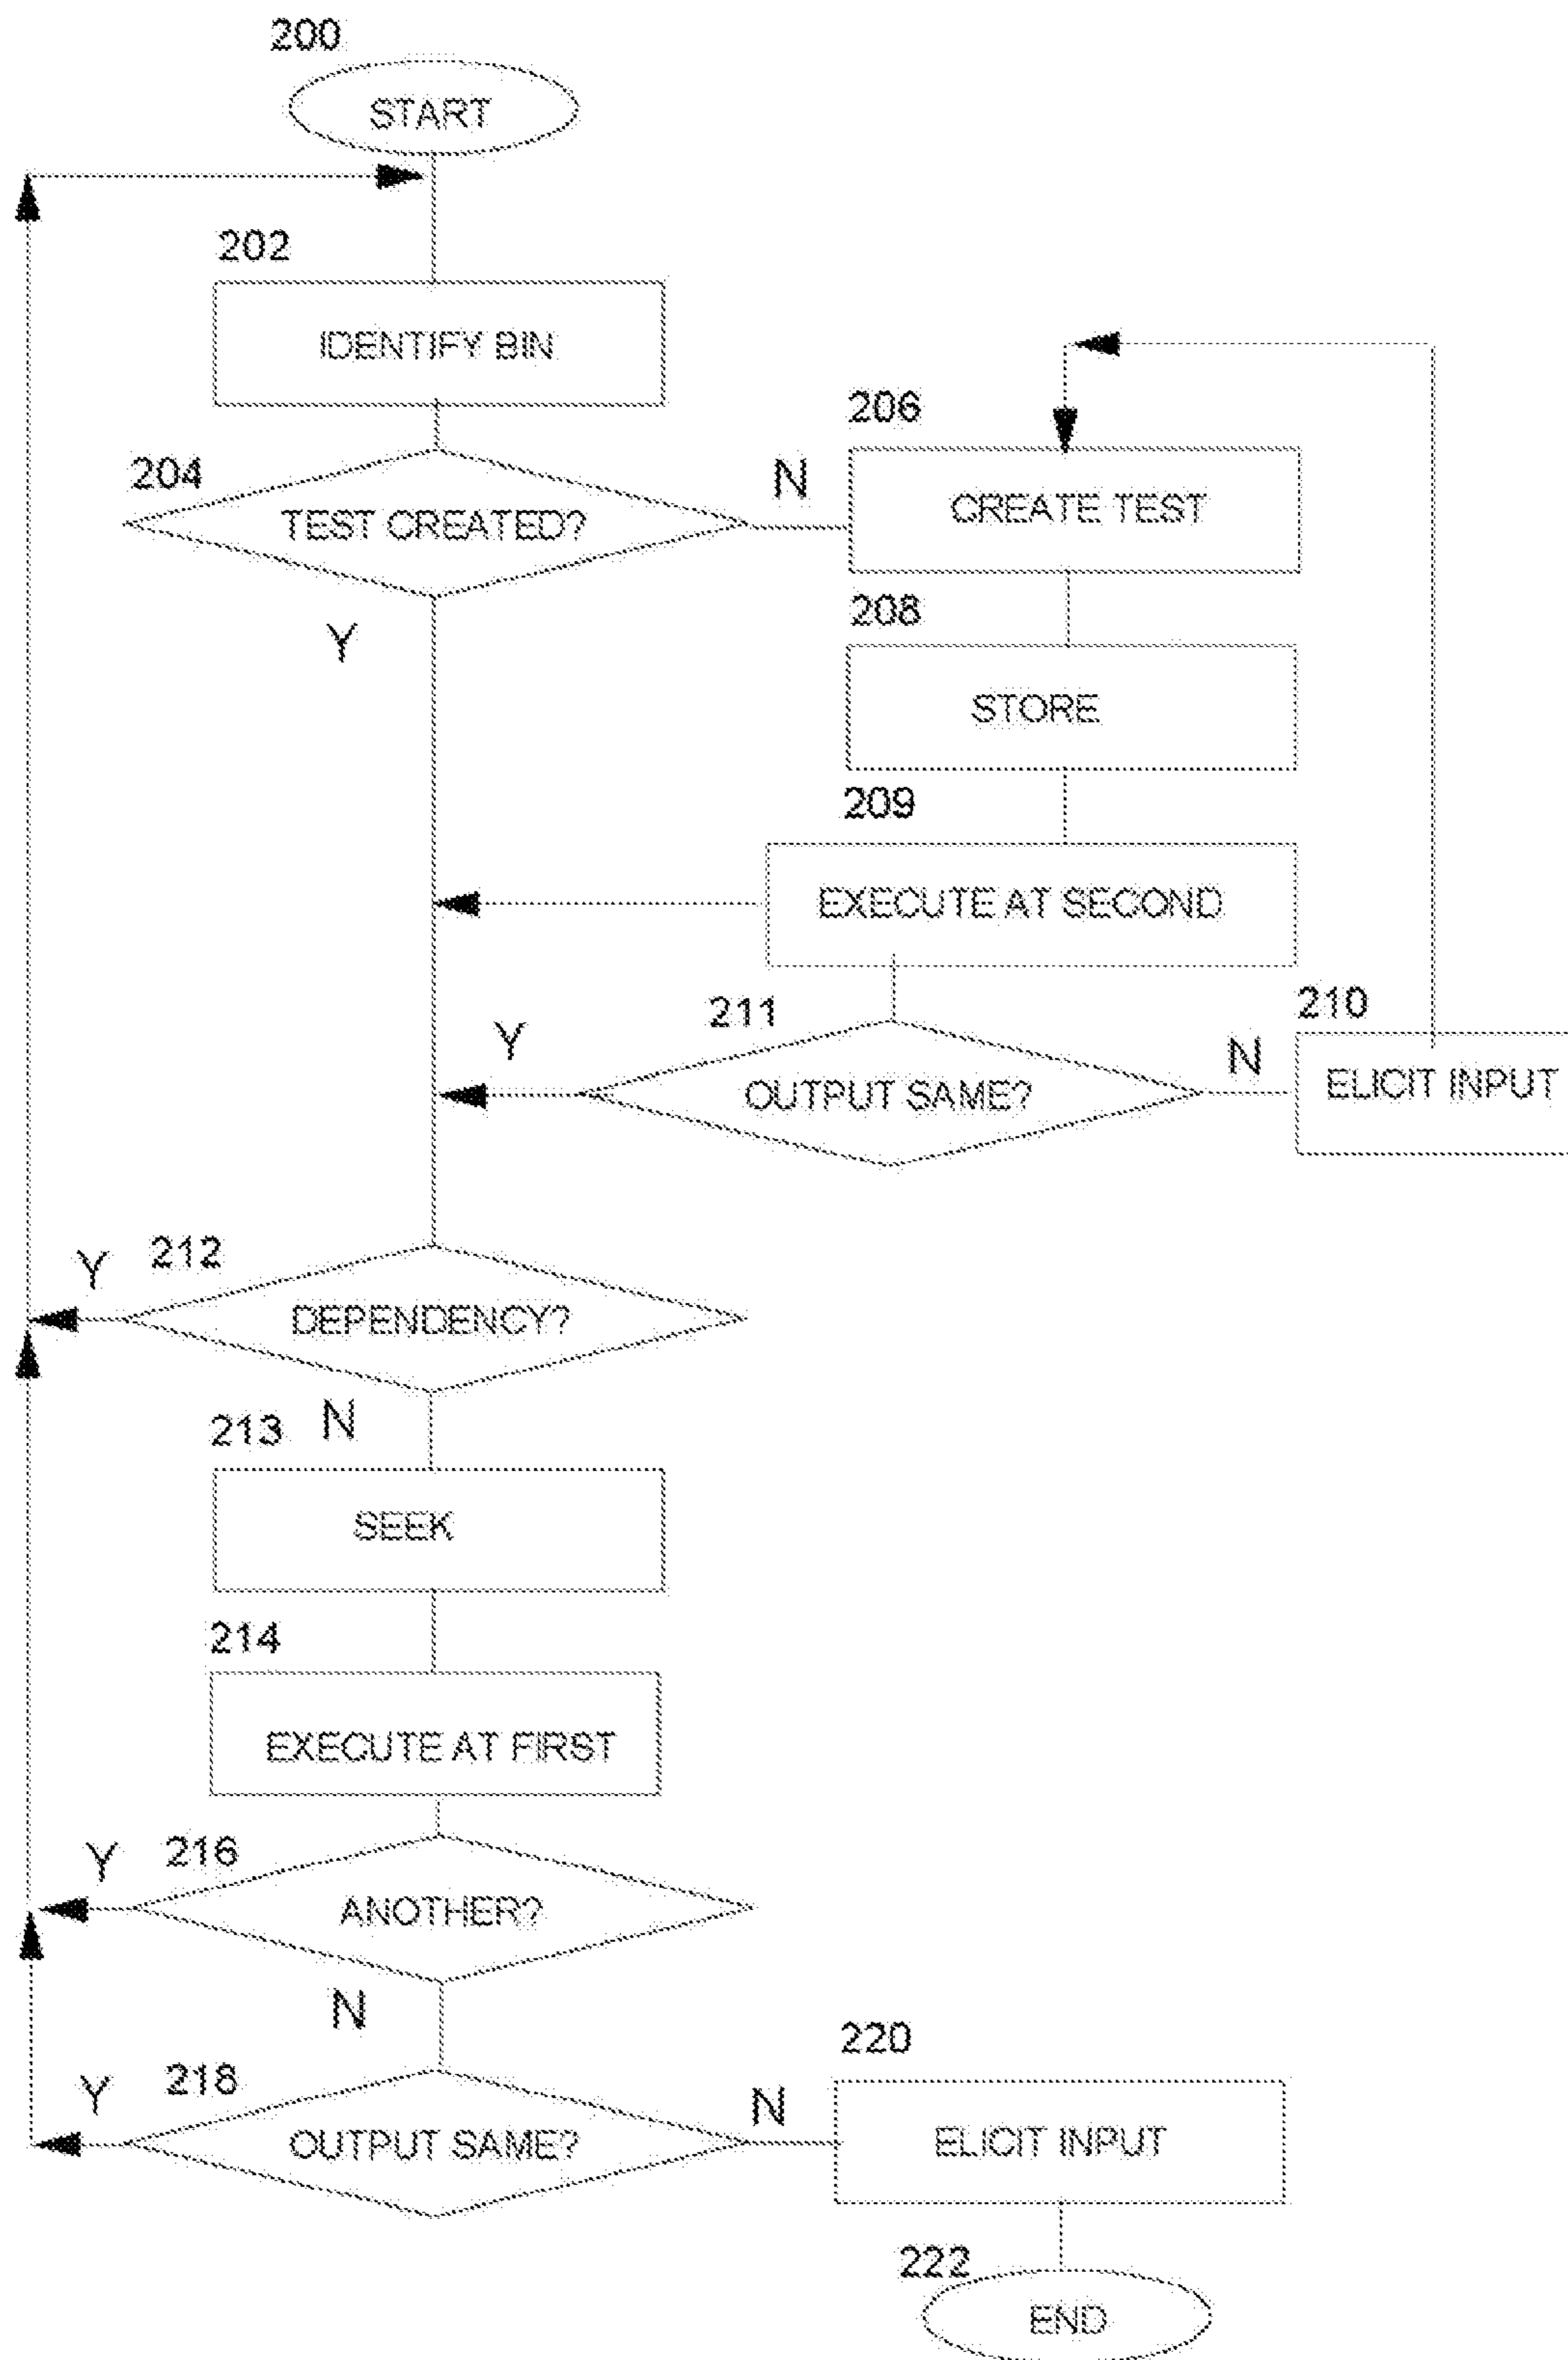 200
START
202
IDENTIFY BIN
204
TEST CREATED?
N
Y
206
CREATE TEST
208
STORE
209
EXECUTE AT SECOND
211
OUTPUT SAME?
Y
N
210
ELICIT INPUT
212
Y
DEPENDENCY?
N
213
SEEK
214
EXECUTE AT FIRST
216
Y
ANOTHER?
N
218
Y
OUTPUT SAME?
N
220
ELICIT INPUT
222
END